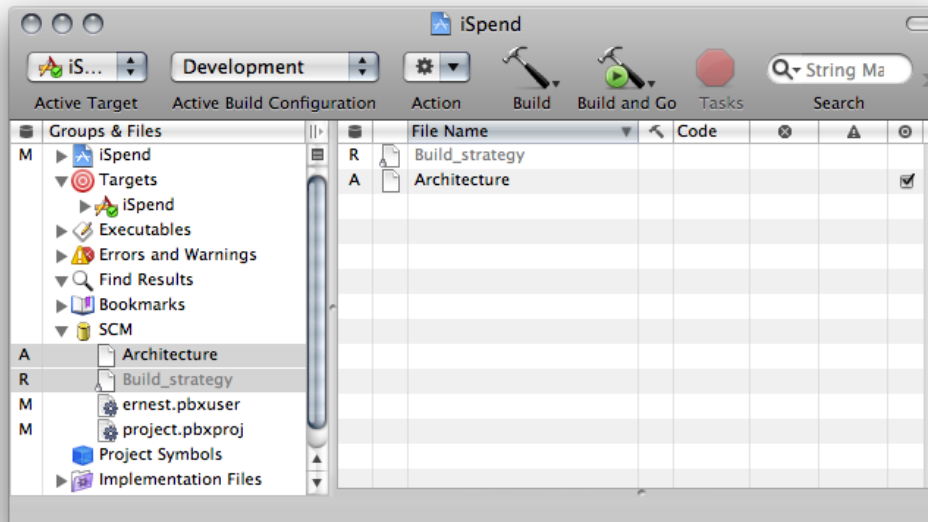 iSpend
iS... Development String Ma
Active Target Active Build Configuration Action Build Build and Go Tasks Search
Groups & Files File Name Code
M iSpend R Build_strategy
Targets A Architecture
iSpend
Executables
Errors and Warnings
Find Results
Bookmarks
SCM
A Architecture
R Build_strategy
M ernest.pbxuser
M project.pbxproj
Project Symbols
Implementation Files